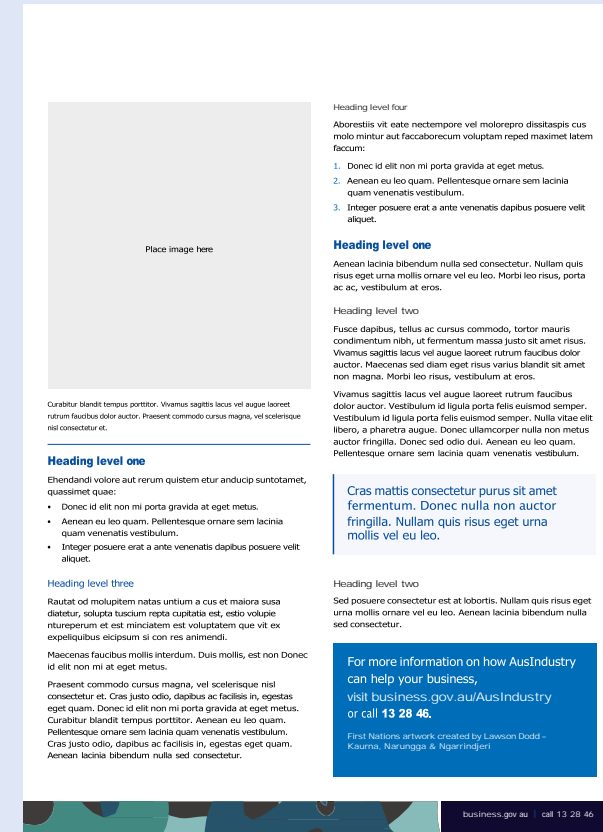 Place image here
Curabitur blandit tempus porttitor. Vivamus sagittis lacus vel augue laoreet
rutrum faucibus dolor auctor. Praesent commodo cursus magna, vel scelerisque
nisl consectetur et.
Heading level one
Ehendandi volore aut rerum quistem etur anducip suntotamet,
quassimet quae:
• Donec id elit non mi porta gravida at eget metus.
• Aenean eu leo quam. Pellentesque ornare sem lacinia
quam venenatis vestibulum.
• Integer posuere erat a ante venenatis dapibus posuere velit
aliquet.
Heading level three
Rautat od molupitem natas untium a cus et maiora susa
diatetur, solupta tuscium repta cupitatia est, estio volupie
ntureperum et est minctatem est voluptatem que vit ex
expeliquibus eicipsum si con res animendi.
Maecenas faucibus mollis interdum. Duis mollis, est non Donec
id elit non mi at eget metus.
Praesent commodo cursus magna, vel scelerisque nisl
consectetur et. Cras justo odio, dapibus ac facilisis in, egestas
eget quam. Donec id elit non mi porta gravida at eget metus.
Curabitur blandit tempus porttitor. Aenean eu leo quam.
Pellentesque ornare sem lacinia quam venenatis vestibulum.
Cras justo odio, dapibus ac facilisis in, egestas eget quam.
Aenean lacinia bibendum nulla sed consectetur.
Heading level four
Aborestiis vit eate nectempore vel molorepro dissitaspis cus
molo mintur aut faccaborecum voluptam reped maximet latem
faccum:
1. Donec id elit non mi porta gravida at eget metus.
2. Aenean eu leo quam. Pellentesque ornare sem lacinia
quam venenatis vestibulum.
3. Integer posuere erat a ante venenatis dapibus posuere velit
aliquet.
Heading level one
Aenean lacinia bibendum nulla sed consectetur. Nullam quis
risus eget urna mollis ornare vel eu leo. Morbi leo risus, porta
ac ac, vestibulum at eros.
Heading level two
Fusce dapibus, tellus ac cursus commodo, tortor mauris
condimentum nibh, ut fermentum massa justo sit amet risus.
Vivamus sagittis lacus vel augue laoreet rutrum faucibus dolor
auctor. Maecenas sed diam eget risus varius blandit sit amet
non magna. Morbi leo risus, vestibulum at eros.
Vivamus sagittis lacus vel augue laoreet rutrum faucibus
dolor auctor. Vestibulum id ligula porta felis euismod semper.
Vestibulum id ligula porta felis euismod semper. Nulla vitae elit
libero, a pharetra augue. Donec ullamcorper nulla non metus
auctor fringilla. Donec sed odio dui. Aenean eu leo quam.
Pellentesque ornare sem lacinia quam venenatis vestibulum.
Cras mattis consectetur purus sit amet
fermentum. Donec nulla non auctor
fringilla. Nullam quis risus eget urna
mollis vel eu leo.
Heading level two
Sed posuere consectetur est at lobortis. Nullam quis risus eget
urna mollis ornare vel eu leo. Aenean lacinia bibendum nulla
sed consectetur.
For more information on how AusIndustry
can help your business,
visit business.gov.au/AusIndustry
or call 13 28 46.
First Nations artwork created by Lawson Dodd –
Kaurna, Narungga & Ngarrindjeri
business.gov au | call 13 28 46